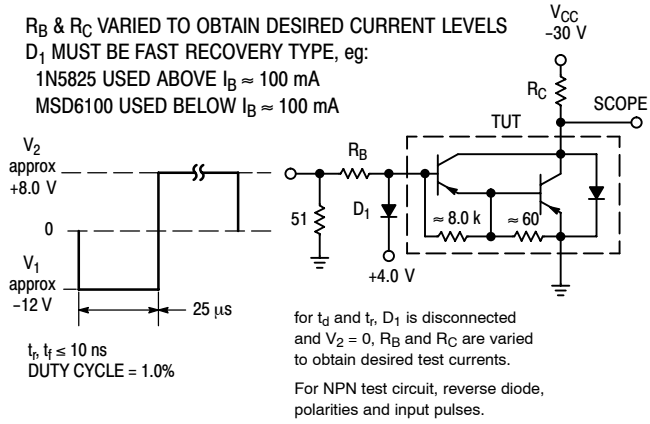 R_B & R_C VARIED TO OBTAIN DESIRED CURRENT LEVELS
D_1 MUST BE FAST RECOVERY TYPE, eg:
1N5825 USED ABOVE I_B ≈ 100 mA
MSD6100 USED BELOW I_B ≈ 100 mA
V_CC
-30 V
R_C
SCOPE
TUT
V_2
approx
+8.0 V
R_B
51
D_1
≈ 8.0 k
≈ 60
0
V_1
approx
-12 V
+4.0 V
25 μs
t_r, t_f ≤ 10 ns
DUTY CYCLE = 1.0%
for t_d and t_r, D_1 is disconnected
and V_2 = 0, R_B and R_C are varied
to obtain desired test currents.
For NPN test circuit, reverse diode,
polarities and input pulses.